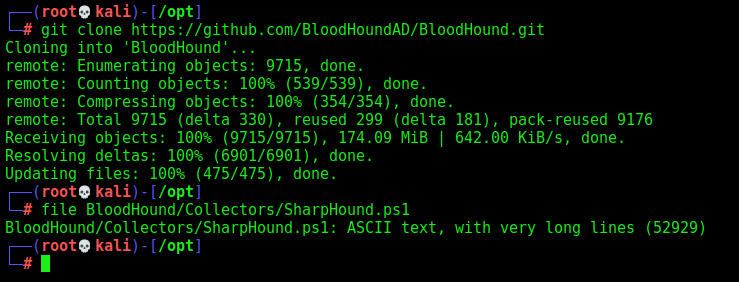 ┌──(root💀kali)-[/opt]
└─# git clone https://github.com/BloodHoundAD/BloodHound.git
Cloning into 'BloodHound'...
remote: Enumerating objects: 9715, done.
remote: Counting objects: 100% (539/539), done.
remote: Compressing objects: 100% (354/354), done.
remote: Total 9715 (delta 330), reused 299 (delta 181), pack-reused 9176
Receiving objects: 100% (9715/9715), 174.09 MiB | 642.00 KiB/s, done.
Resolving deltas: 100% (6901/6901), done.
Updating files: 100% (475/475), done.
┌──(root💀kali)-[/opt]
└─# file BloodHound/Collectors/SharpHound.ps1
BloodHound/Collectors/SharpHound.ps1: ASCII text, with very long lines (52929)
┌──(root💀kali)-[/opt]
└─#